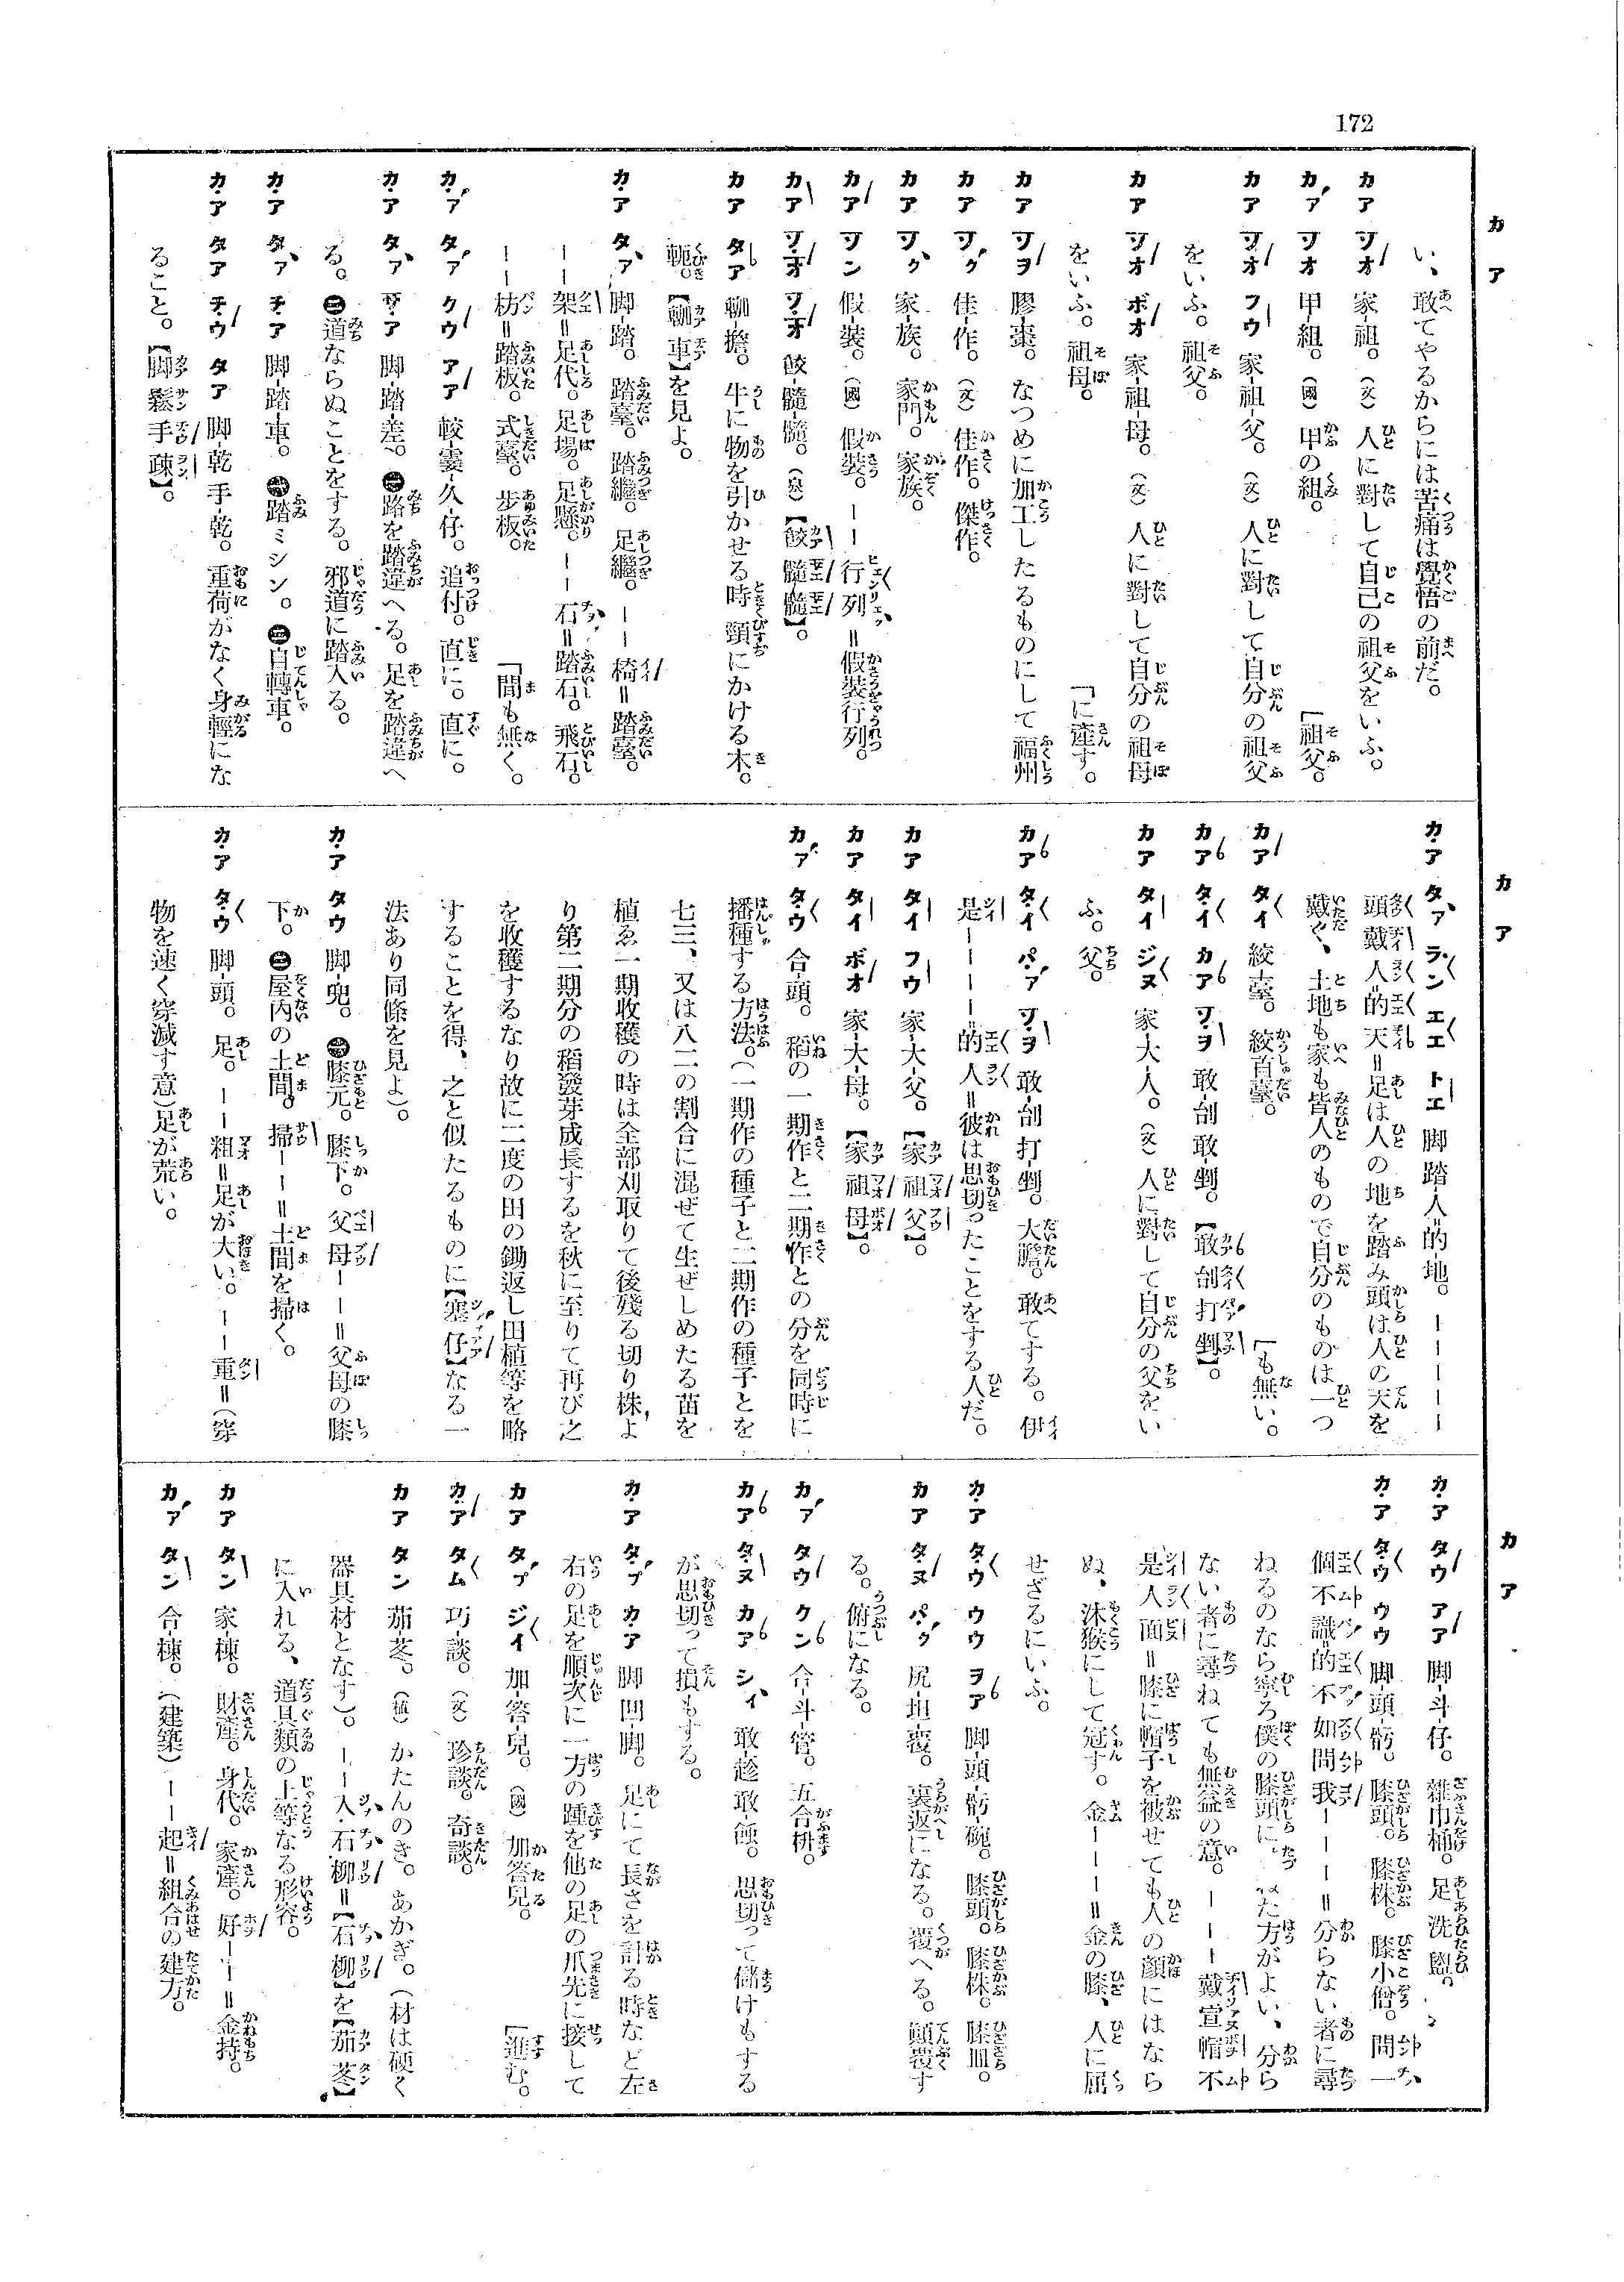 172
カア
い、敢てやるからには苦痛は覺悟の前だ。
カア ヲオ 家-祖。(文)人に對して自己の祖父をいふ。
カア ヲオ 甲-組。(國)甲の組。 「祖父。
カア ヲオ フウ 家-祖-父。(文)人に對して自分の祖父
をいふ。祖父。
カア ヲオ ボオ 家-祖-母。(文)人に對して自分の祖母
をいふ。祖母。 「に產す。
カア ヲヲ 膠-棗。なつめに加工したるものにして福州
カア 佳-作。(文)佳作。傑作。
カア 家-族。家門。家族。
カア ヲン 假-裝。(國)假裝。——行列=假裝行列。
カア 餃-髓-髓。(泉)【餃髓髓】。
カア タア 軥-擔。牛に物を引かせる時頸にかける木。
軛。【軥車】を見よ。
カア タァ 脚-踏。踏臺。踏繼。足繼。——椅=踏臺。
——架=足代。足場。足懸。——石=踏石。飛石。
——枋=踏板。式臺。步板。 「間も無く。
カァ タァ クウ アア 較-霎-久-仔。追付。直に。直に。
カア タァ サア 脚-踏-差。㊀路を踏違へる。足を踏違へ
る。㊁道ならぬことをする。邪道に踏入る。
カア タァ チア 脚-踏-車。㊀踏ミシン。㊁自轉車。
カア タア チウ タア 脚-乾 手-乾。重荷がなく身輕にな
ること。【脚鬆手疎】。
カア
カア タァ ラン エエ トエ 脚踏-人=的-地。————
頭戴人=的天=足は人の地を踏み頭は人の天を
戴く、土地も家も皆人のもので自分のものは一つ
カア タイ 絞-臺。絞首臺。 「も無い。
カア タイ カア ヲヲ 敢-刣 敢-剉。【敢刣打剉】。
カア タイ ジヌ 家-大-人。(文)人に對して自分の父をい
ふ。父。
カア タイ パァ ヲヲ 敢-刣 打-剉。大膽。敢てする。伊
是————=的人=彼は思切つたことをする人だ。
カア タイ フウ 家-大-父。【家祖父】。
カア タイ ボオ 家-大-母。【家祖母】。
カァ タウ 合-頭。稻の一期作と二期作との分を同時に
播種する方法。(一期作の種子と二期作の種子とを
七三、又は八二の割合に混ぜて生ぜしめたる苗を
植ゑ一期收穫の時は全部刈取りて後殘る切り株よ
り第二期分の稻發芽成長するを秋に至りて再び之
を收穫するなり故に二度の田の鋤返し田植等を略
することを得、之と似たるものに【塞仔】なる一
法あり同條を見よ)。
カア タウ 脚-兜。㊀膝元。膝下。父母——=父母の膝
下。㊁屋內の土間。掃——=土間を掃く。
カア タウ 脚-頭。足。——粗=足が大い。——重=(穿
物を速く穿減す意)足が荒い。
カア
カア タウ アア 脚-斗-仔。雜巾桶。足洗盥。
カア タウ ウウ 脚-頭-骬。膝頭。膝株。膝小僧。問一
個不識=的不如問我———=分らない者に尋
ねるのなら寧ろ僕の膝頭に た方がよい、分ら
ない者に尋ねても無益の意。———戴宣帽不
是人面=膝に帽子を被せても人の顏にはなら
ぬ、沐猴にして冠す。金———=金の膝、人に屈
せざるにいふ。
カア タウ ウウ ヲア 脚-頭-骬-碗。膝頭。膝株。膝皿。
カア タヌ パク 尻-坦-覆。裏返になる。覆へる。顚覆す
る。俯になる。
カァ タウ クン 合-斗-管。五合枡。
カア タヌ カア シィ 敢-趁 敢-蝕。思切つて儲けもする
が思切つて損もする。
カア タㇷ゚ カア 脚 問-脚。足にて長さを計る時など左
右の足を順次に一方の踵を他の足の爪先に接して
カア タㇷ゚ ジイ 加-答-兒。(國)加答兒。 「進む。
カア タム 巧-談。(文)珍談。奇談。
カア タン 茄-苳。(植)かたんのき。あかぎ。(材は硬く
器具材となす)。——入-石柳=【石柳】を【茄苳】
に入れる、道具類の上等なる形容。
カア タン 家-棟。財產。身代。家產。好——=金持。
カァ タン 合-棟。(建築)——起=組合の建方。